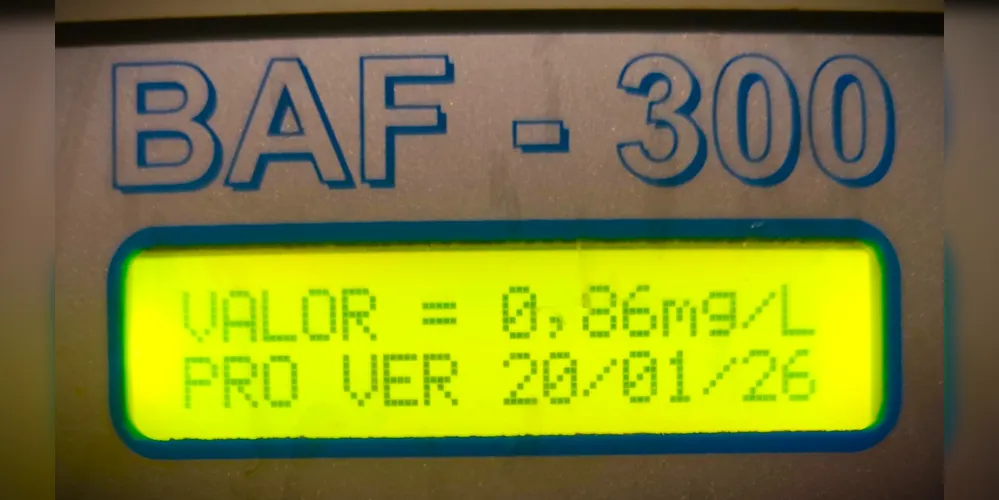 BAF - 300
VALOR = 0,86mg/L
PRO VER 20/01/26